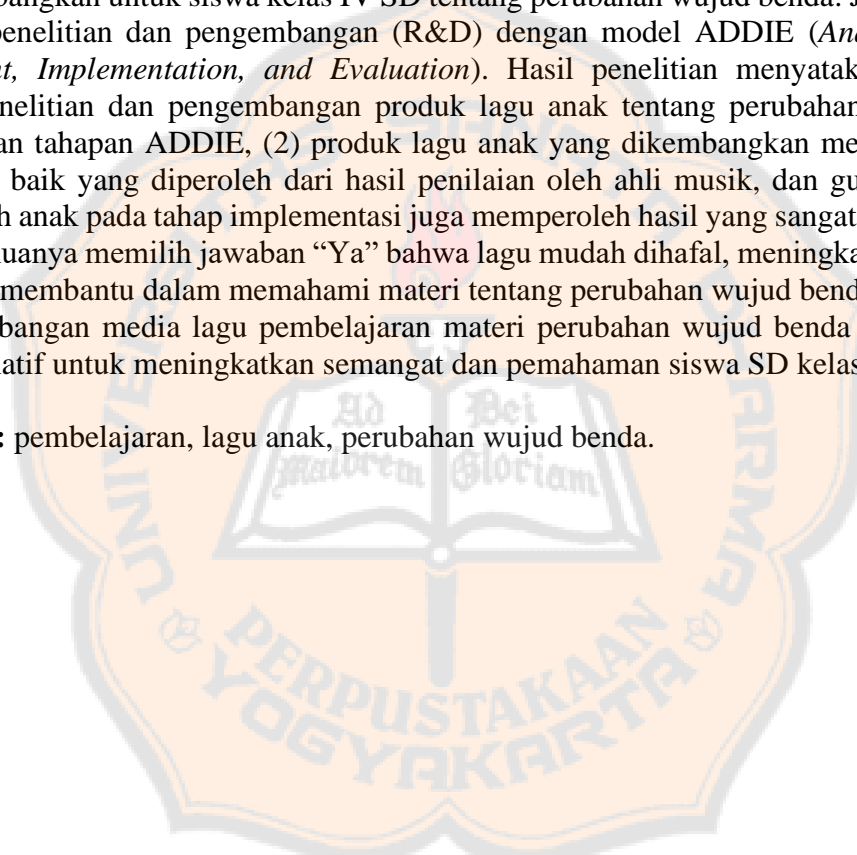 bangkan untuk siswa kelas IV SD tentang perubahan wujud benda. J
penelitian dan pengembangan (R&D) dengan model ADDIE (Ana
nt, Implementation, and Evaluation). Hasil penelitian menyatak
nelitian dan pengembangan produk lagu anak tentang perubahan
an tahapan ADDIE, (2) produk lagu anak yang dikembangkan me
baik yang diperoleh dari hasil penilaian oleh ahli musik, dan gu
h anak pada tahap implementasi juga memperoleh hasil yang sangat
uanya memilih jawaban “Ya” bahwa lagu mudah dihafal, meningka
membantu dalam memahami materi tentang perubahan wujud bend
bangan media lagu pembelajaran materi perubahan wujud benda
atif untuk meningkatkan semangat dan pemahaman siswa SD kelas
: pembelajaran, lagu anak, perubahan wujud benda.
UNIVERSITAS SANATA DHARMA
Ad Dei
Maiorem Gloriam
PERPUSTAKAAN
YOGYAKARTA